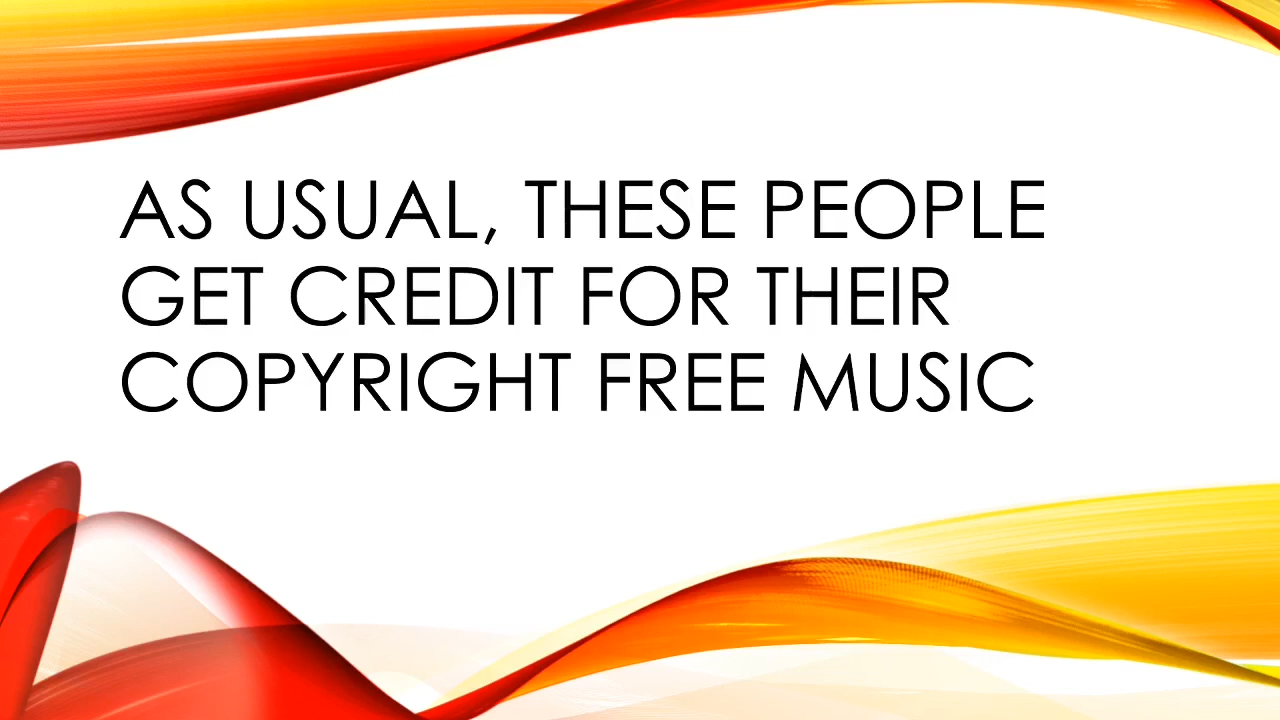 AS USUAL, THESE PEOPLE
GET CREDIT FOR THEIR
COPYRIGHT FREE MUSIC